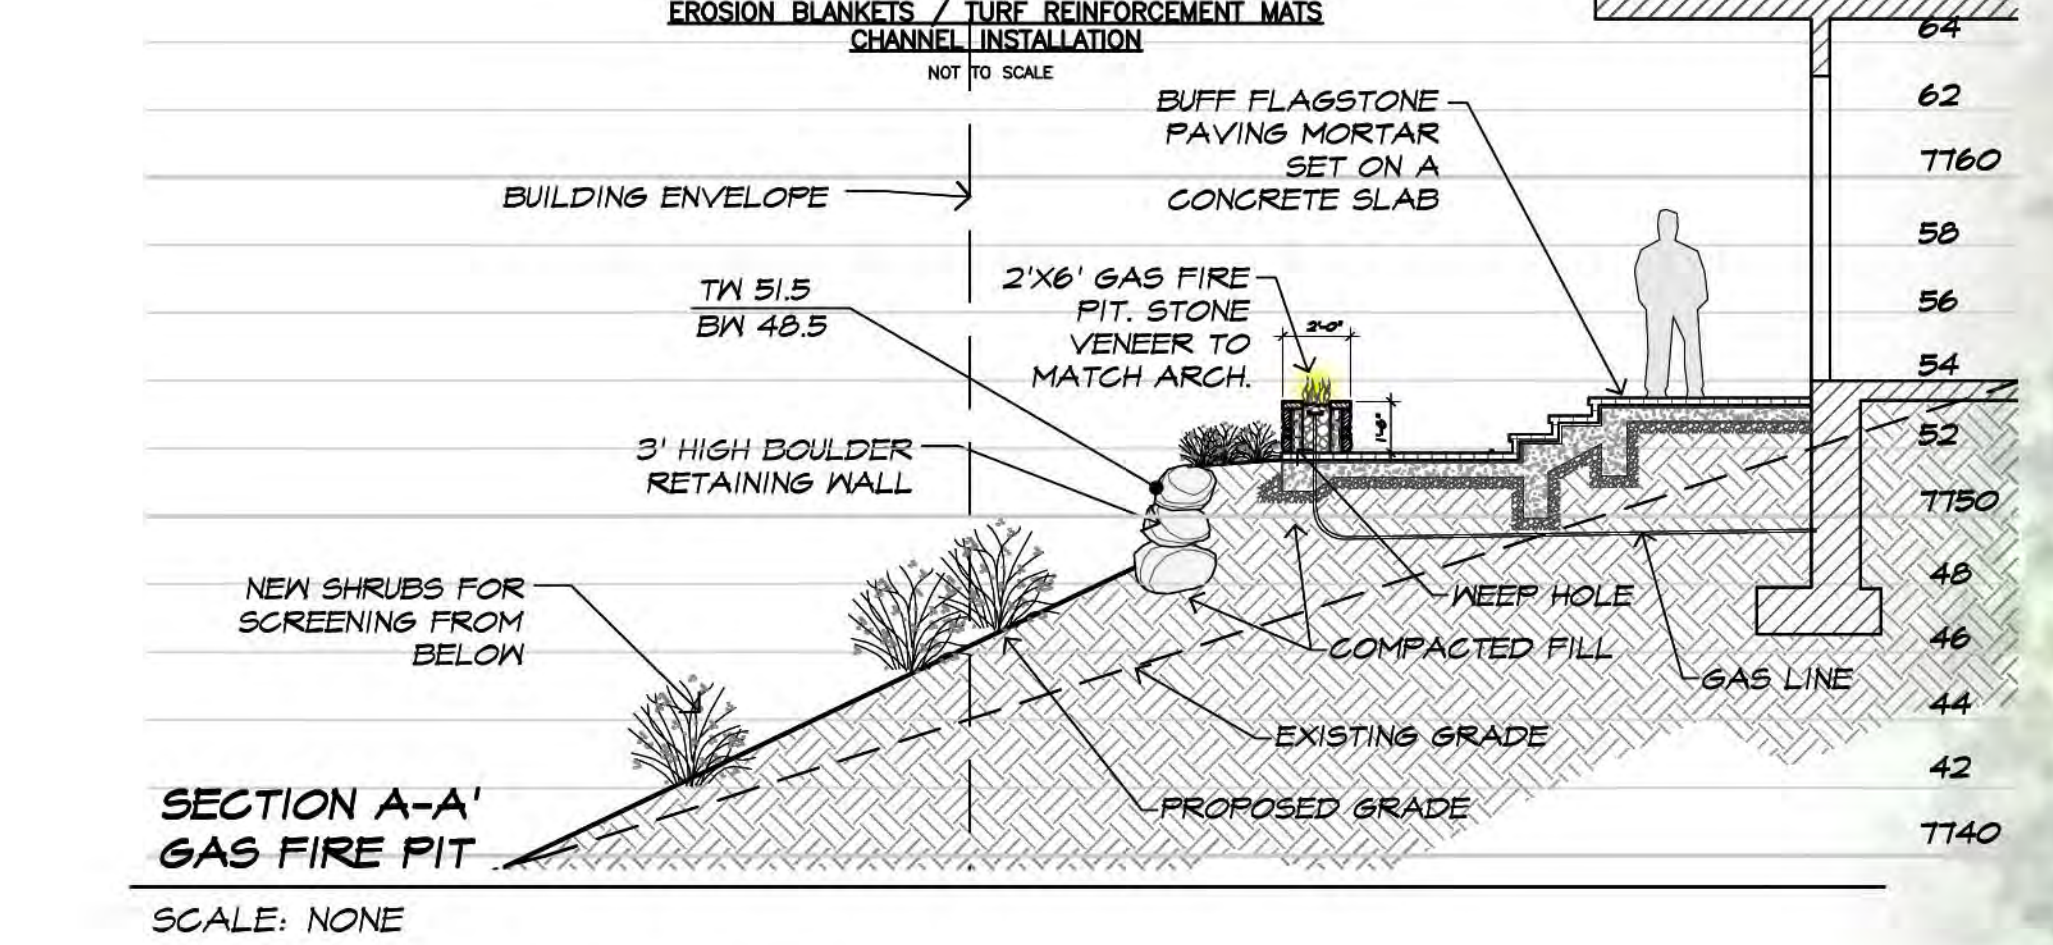 EROSION BLANKETS / TURF REINFORCEMENT MATS
CHANNEL INSTALLATION
NOT TO SCALE
BUFF FLAGSTONE
PAVING MORTAR
SET ON A
CONCRETE SLAB
BUILDING ENVELOPE
TW 51.5
BW 48.5
2'X6' GAS FIRE
PIT. STONE
VENEER TO
MATCH ARCH.
2'-0"
1'-6"
3' HIGH BOULDER
RETAINING WALL
NEW SHRUBS FOR
SCREENING FROM
BELOW
WEEP HOLE
COMPACTED FILL
GAS LINE
EXISTING GRADE
PROPOSED GRADE
64
62
7760
58
56
54
52
7750
48
46
44
42
7740
SECTION A-A'
GAS FIRE PIT
SCALE: NONE